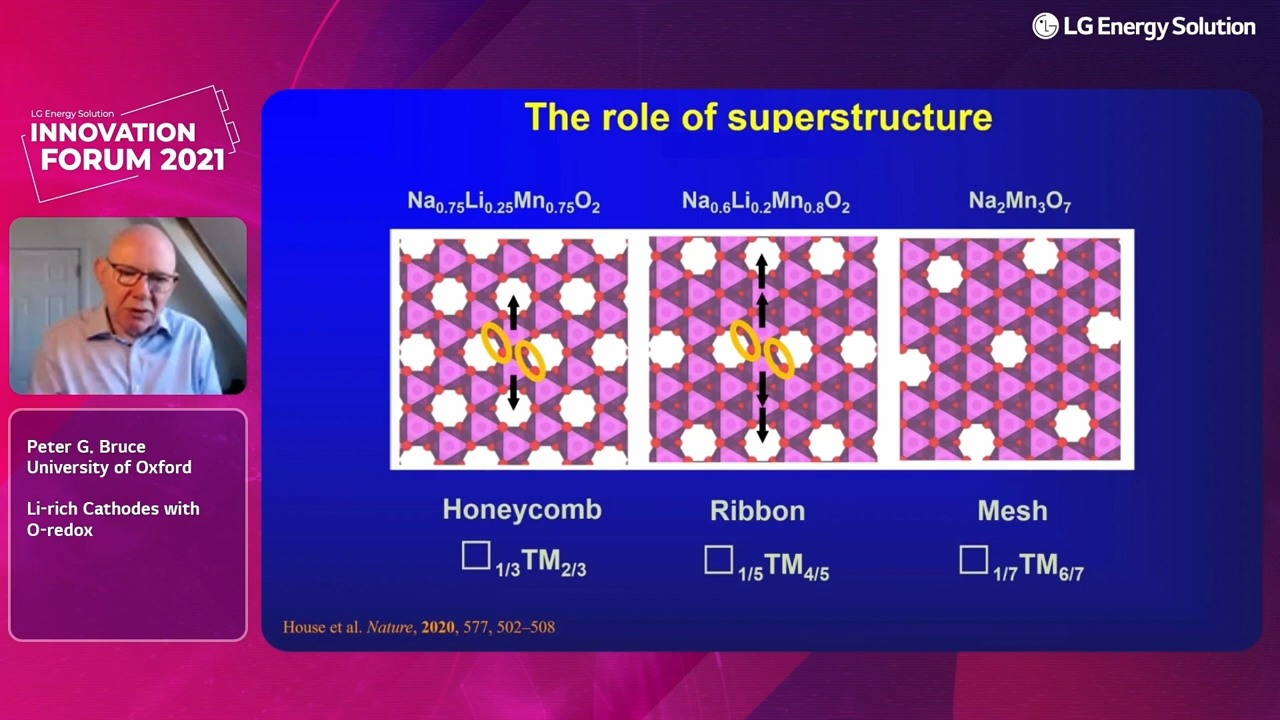 LG Energy Solution
LG Energy Solution
INNOVATION
FORUM 2021
Peter G. Bruce
University of Oxford
Li-rich Cathodes with
O-redox
The role of superstructure
Na₀.₇₅Li₀.₂₅Mn₀.₇₅O₂ Na₀.₆Li₀.₂Mn₀.₈O₂ Na₂Mn₃O₇
Honeycomb Ribbon Mesh
□₁/₃TM₂/₃ □₁/₅TM₄/₅ □₁/₇TM₆/₇
House et al. Nature, 2020, 577, 502–508